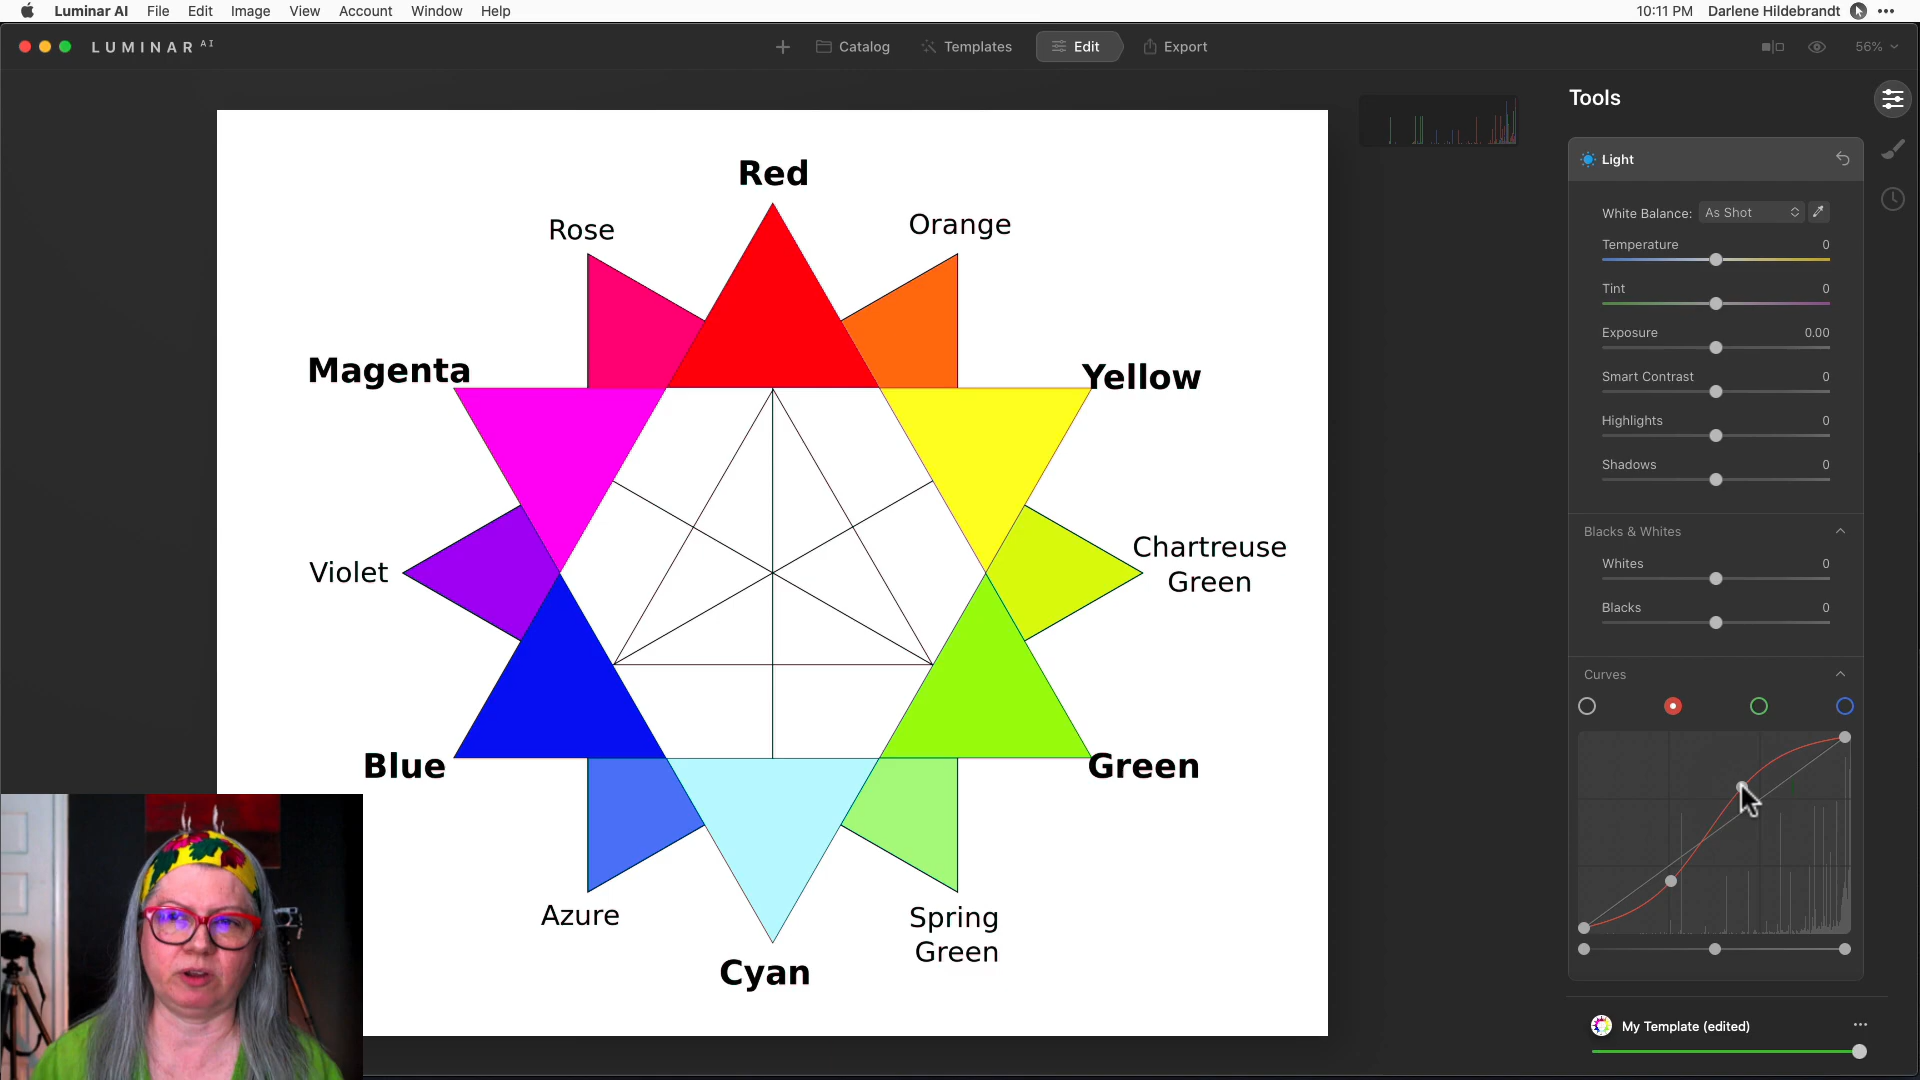 Luminar AI File Edit Image View Account Window Help 10:11 PM Darlene Hildebrandt
LUMINAR AI Catalog Templates Edit Export 56%
Tools
Light
White Balance: As Shot
Temperature 0
Tint 0
Exposure 0.00
Smart Contrast 0
Highlights 0
Shadows 0
Blacks & Whites
Whites 0
Blacks 0
Curves
My Template (edited)
Red
Rose
Orange
Magenta
Yellow
Violet
Chartreuse
Green
Blue
Green
Azure
Spring
Green
Cyan